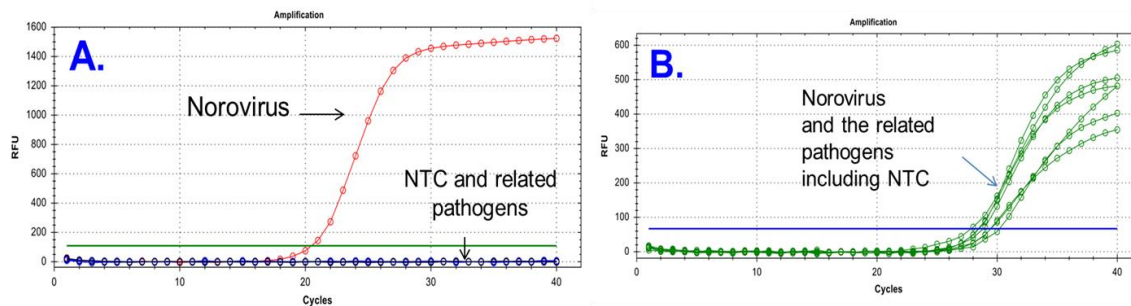 Amplification
A.
1600
1400
1200
1000
800
600
400
200
0
RFU
Norovirus
NTC and related
pathogens
0 10 20 30 40
Cycles
Amplification
B.
600
500
400
300
200
100
0
RFU
Norovirus
and the related
pathogens
including NTC
0 10 20 30 40
Cycles